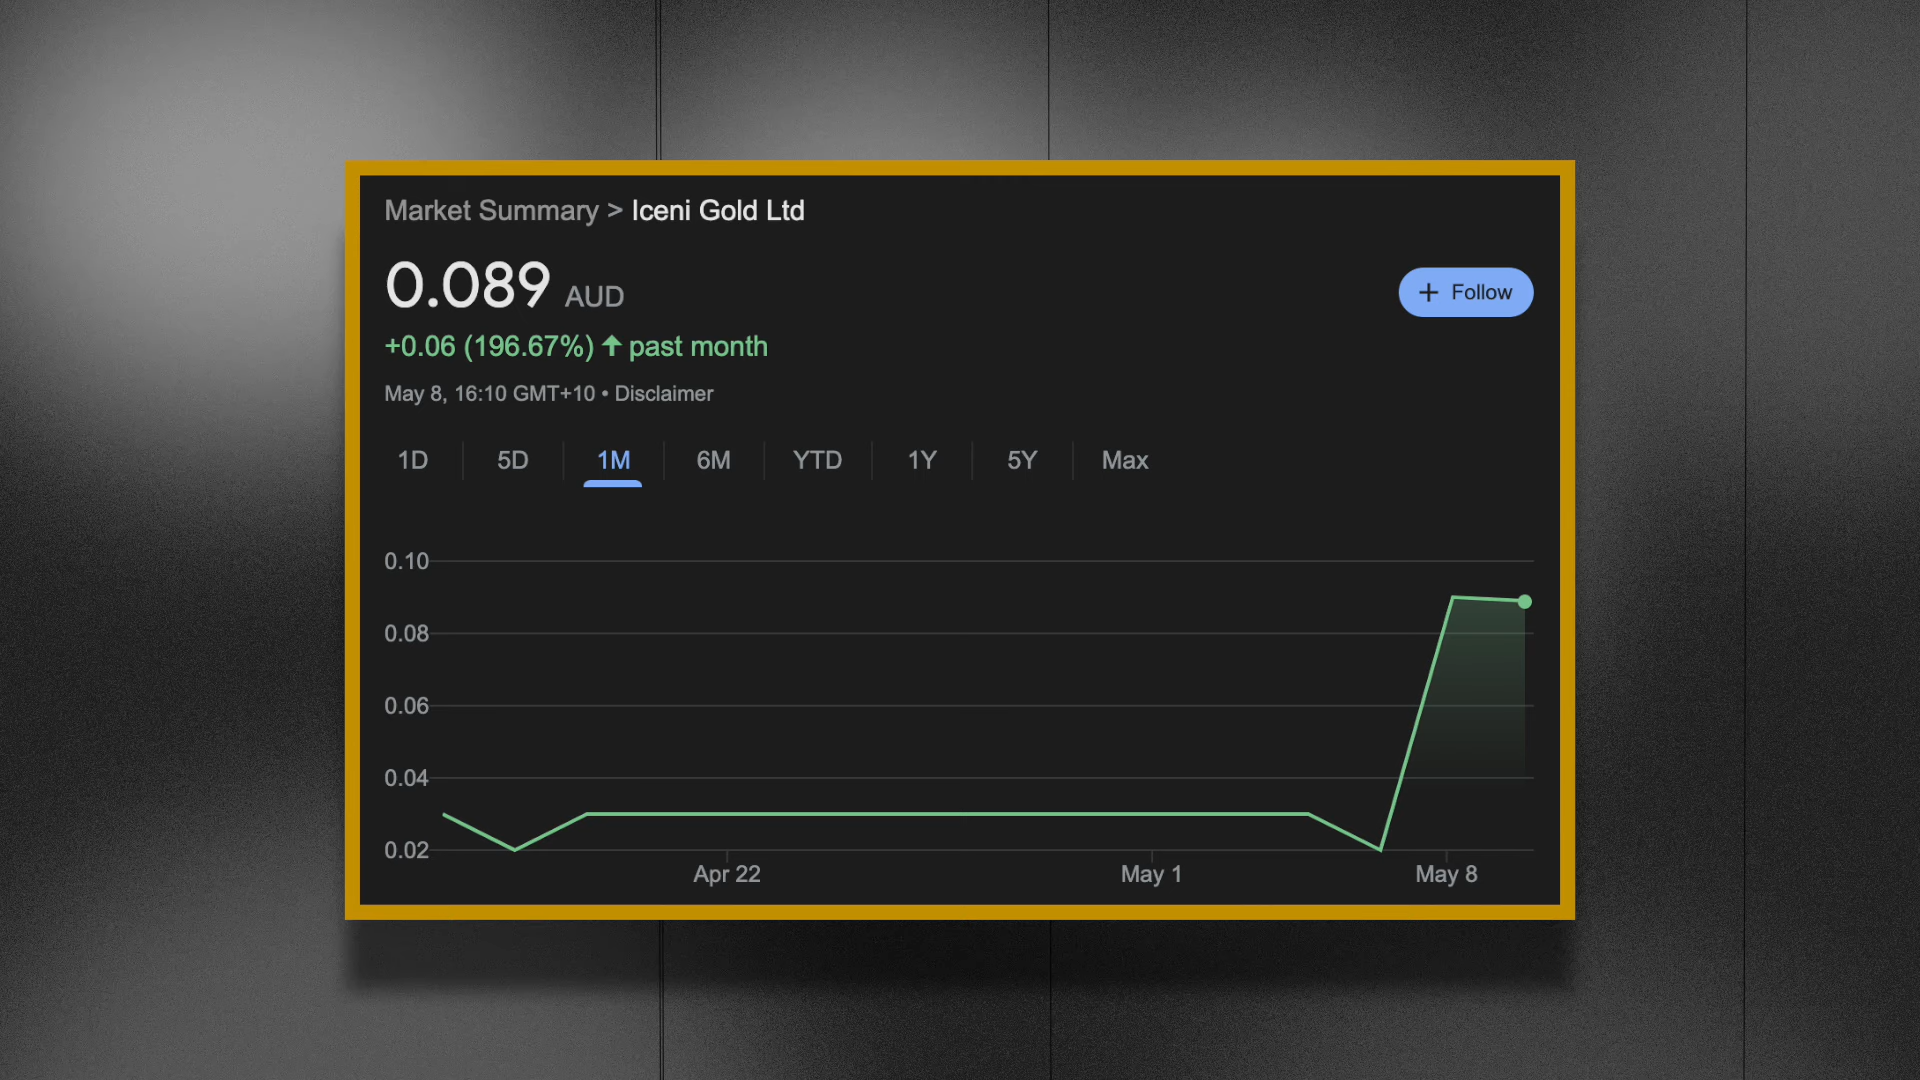 Market Summary > Iceni Gold Ltd
0.089 AUD
+ Follow
+0.06 (196.67%) ↑ past month
May 8, 16:10 GMT+10 • Disclaimer
1D 5D 1M 6M YTD 1Y 5Y Max
0.10
0.08
0.06
0.04
0.02
Apr 22 May 1 May 8